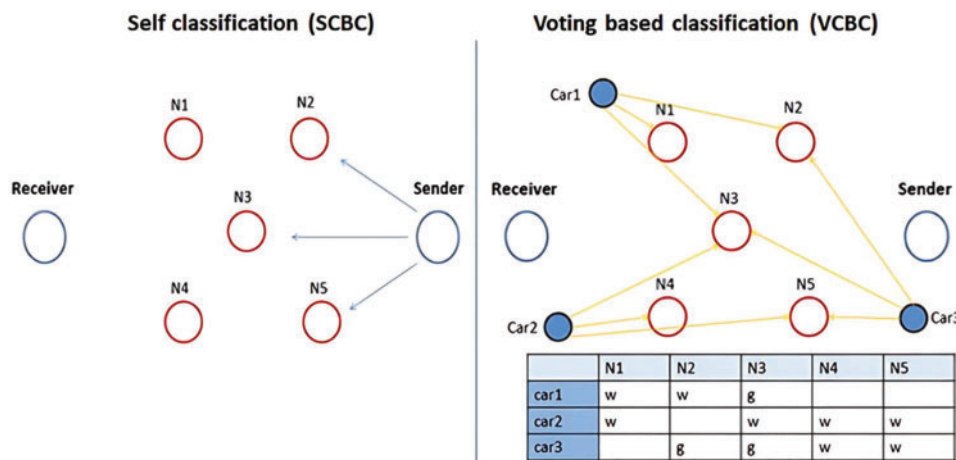 Self classification (SCBC)
N1
N2
Receiver
N3
Sender
N4
N5
Voting based classification (VCBC)
Car1
N1
N2
Receiver
N3
Sender
N4
N5
Car2
Car3
N1 N2 N3 N4 N5
car1 w w g
car2 w w w w
car3 g g w w